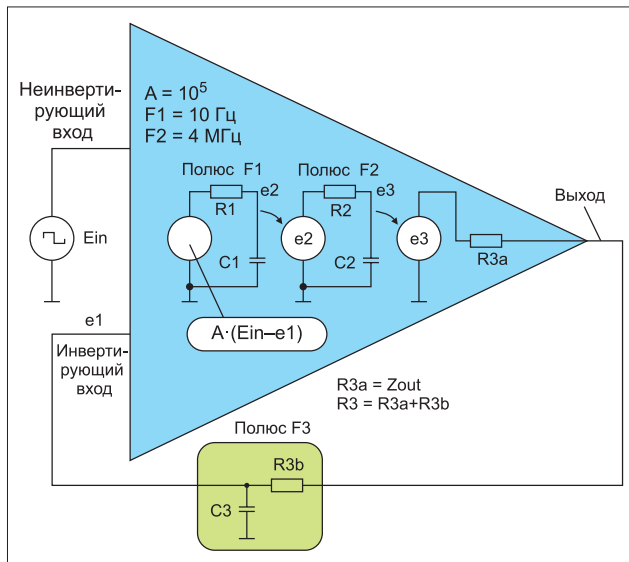 Неинверти-
рующий
вход
A = 10⁵
F1 = 10 Гц
F2 = 4 МГц
Полюс F1
Полюс F2
e2
e3
R1
R2
Выход
Ein
e2
e3
C1
C2
R3a
e1
A·(Ein–e1)
Инверти-
рующий
вход
R3a = Zout
R3 = R3a+R3b
Полюс F3
R3b
C3